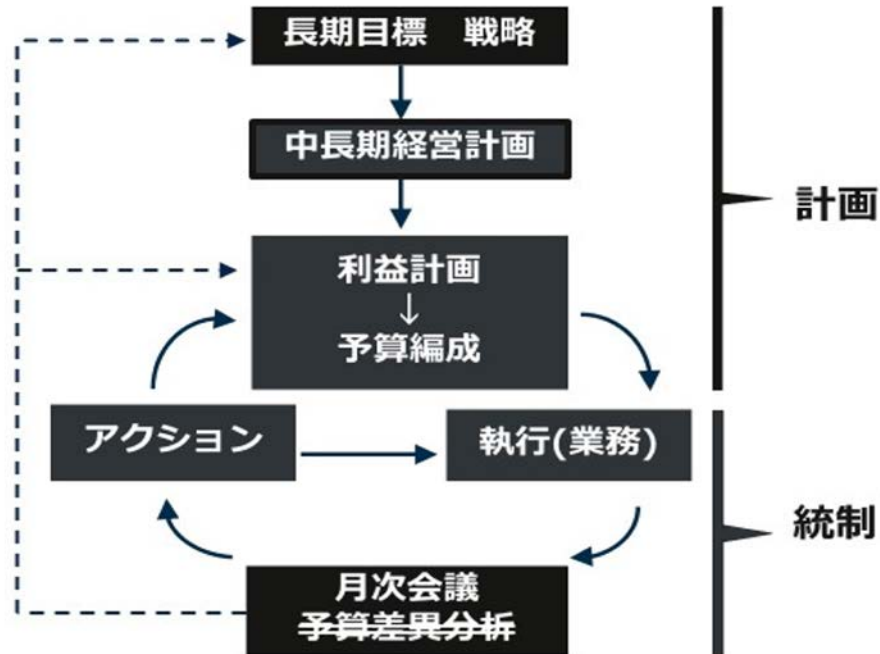 長期目標　戦略
中長期経営計画
計画
利益計画
↓
予算編成
アクション
執行(業務)
統制
月次会議
予算差異分析